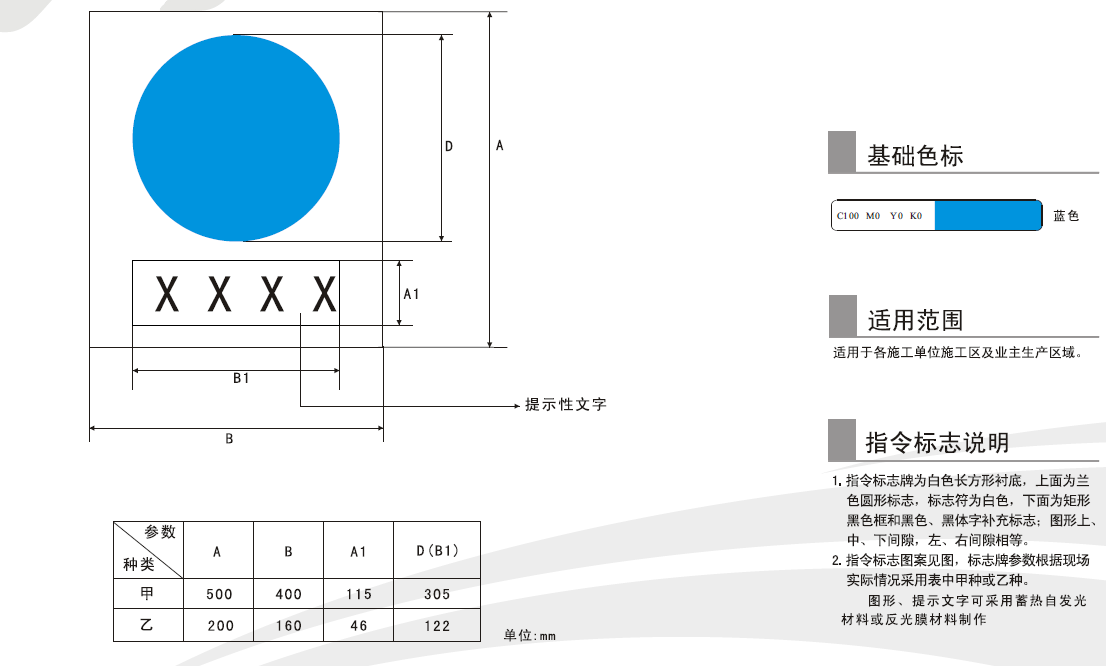 D
A
X X X X
A1
B1
提示性文字
B
参数
种类
A B A1 D(B1)
甲 500 400 115 305
乙 200 160 46 122
单位:mm
基础色标
C100 M0 Y0 K0
蓝色
适用范围
适用于各施工单位施工区及业主生产区域。
指令标志说明
1.指令标志牌为白色长方形衬底，上面为兰
色圆形标志，标志符为白色，下面为矩形
黑色框和黑色、黑体字补充标志；图形上、
中、下间隙，左、右间隙相等。
2.指令标志图案见图，标志牌参数根据现场
实际情况采用表中甲种或乙种。
图形、提示文字可采用蓄热自发光
材料或反光膜材料制作